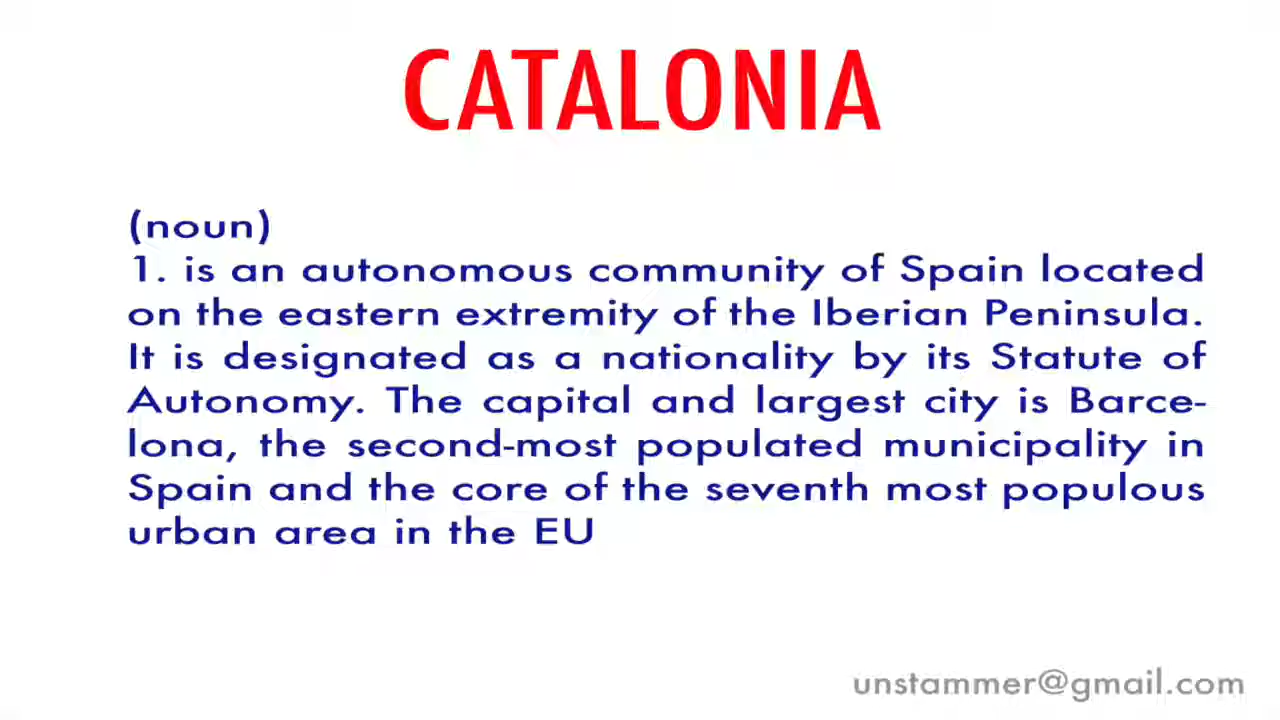 CATALONIA
(noun)
1. is an autonomous community of Spain located
on the eastern extremity of the Iberian Peninsula.
It is designated as a nationality by its Statute of
Autonomy. The capital and largest city is Barce-
lona, the second-most populated municipality in
Spain and the core of the seventh most populous
urban area in the EU
unstammer@gmail.com